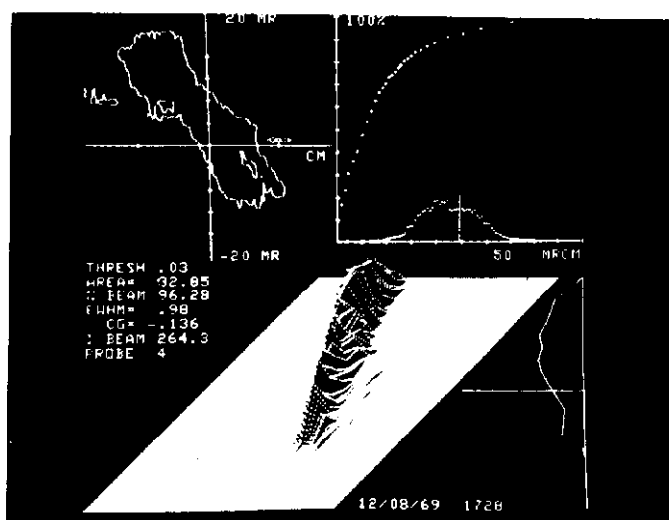 20 MR
100%
CM
-20 MR
50 MRCM
THRESH .03
AREA= 32.85
% BEAM 96.28
FWHM= .98
CG= -.136
I BEAM 264.3
PROBE 4
12/08/69 1728